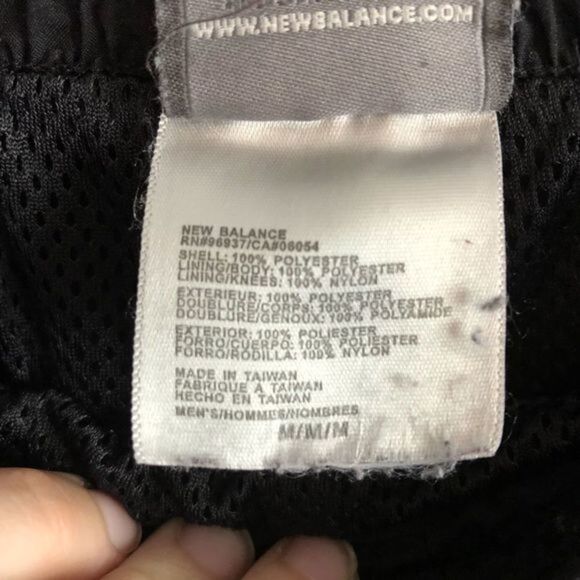 WWW.NEWBALANCE.COM
NEW BALANCE
RN#96937/CA#06054
SHELL: 100% POLYESTER
LINING/BODY: 100% POLYESTER
LINING/KNEES: 100% NYLON
EXTERIEUR: 100% POLYESTER
DOUBLURE/CORPS: 100% POLYESTER
DOUBLURE/GENOUX: 100% POLYAMIDE
EXTERIOR: 100% POLIESTER
FORRO/CUERPO: 100% POLIESTER
FORRO/RODILLA: 100% NYLON
MADE IN TAIWAN
FABRIQUE A TAIWAN
HECHO EN TAIWAN
MEN'S/HOMMES/HOMBRES
M/M/M